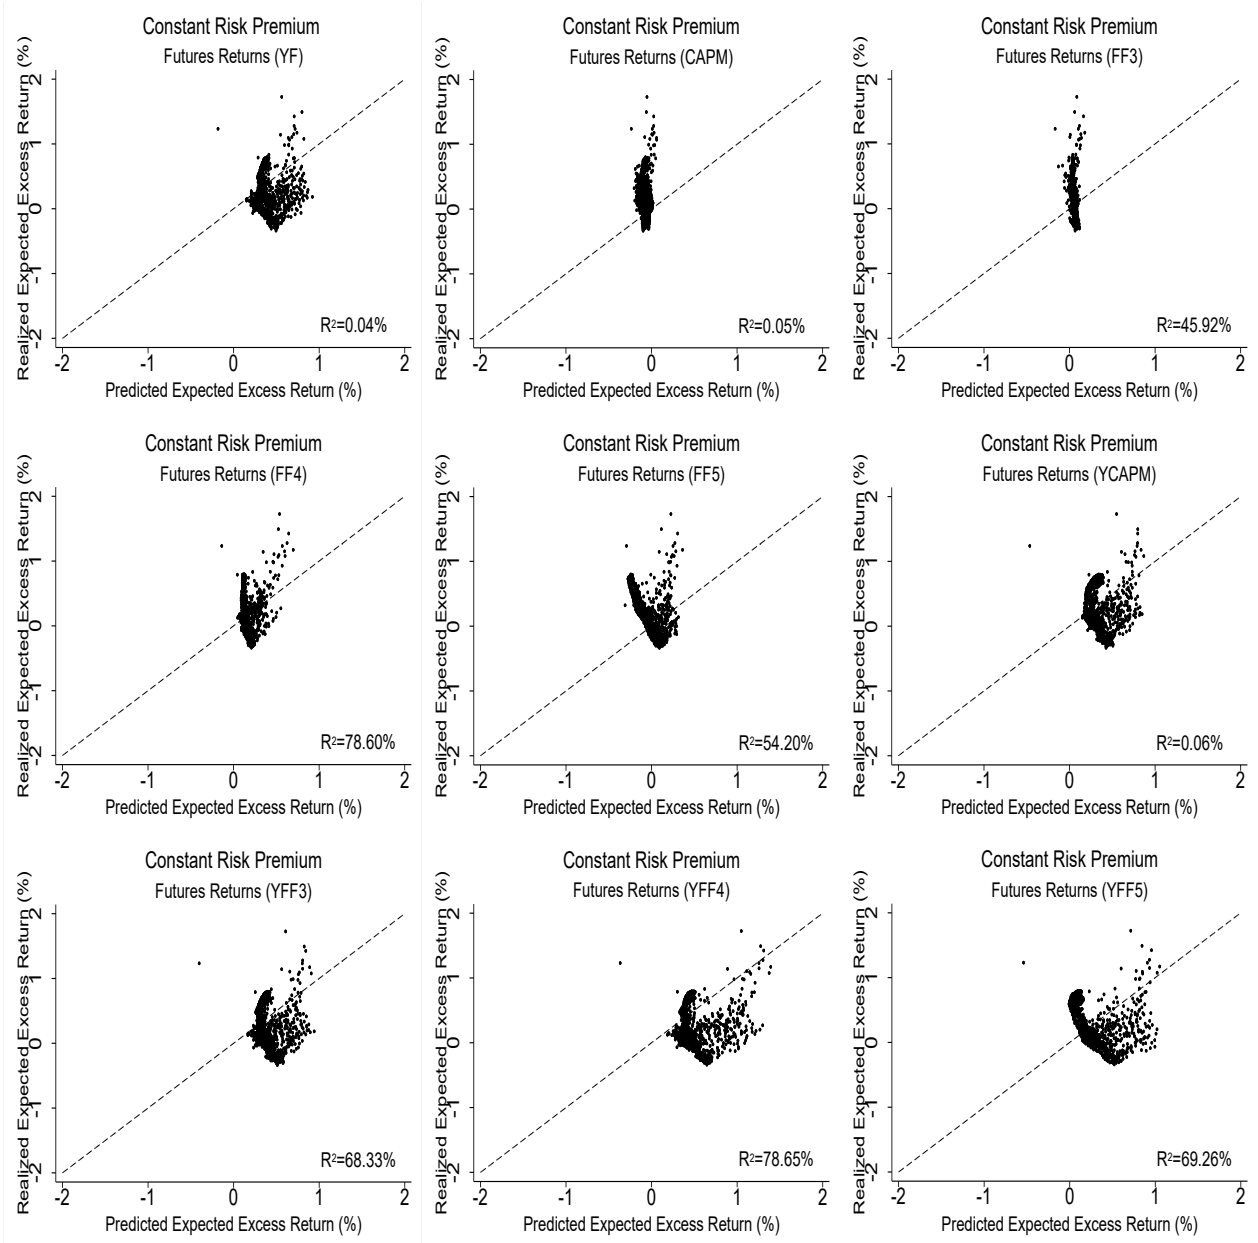 Constant Risk Premium
Futures Returns (YF)
Realized Expected Excess Return (%)
2
1
0
-1
-2
R²=0.04%
-2 -1 0 1 2
Predicted Expected Excess Return (%)
Constant Risk Premium
Futures Returns (CAPM)
Realized Expected Excess Return (%)
2
1
0
-1
-2
R²=0.05%
-2 -1 0 1 2
Predicted Expected Excess Return (%)
Constant Risk Premium
Futures Returns (FF3)
Realized Expected Excess Return (%)
2
1
0
-1
-2
R²=45.92%
-2 -1 0 1 2
Predicted Expected Excess Return (%)
Constant Risk Premium
Futures Returns (FF4)
Realized Expected Excess Return (%)
2
1
0
-1
-2
R²=78.60%
-2 -1 0 1 2
Predicted Expected Excess Return (%)
Constant Risk Premium
Futures Returns (FF5)
Realized Expected Excess Return (%)
2
1
0
-1
-2
R²=54.20%
-2 -1 0 1 2
Predicted Expected Excess Return (%)
Constant Risk Premium
Futures Returns (YCAPM)
Realized Expected Excess Return (%)
2
1
0
-1
-2
R²=0.06%
-2 -1 0 1 2
Predicted Expected Excess Return (%)
Constant Risk Premium
Futures Returns (YFF3)
Realized Expected Excess Return (%)
2
1
0
-1
-2
R²=68.33%
-2 -1 0 1 2
Predicted Expected Excess Return (%)
Constant Risk Premium
Futures Returns (YFF4)
Realized Expected Excess Return (%)
2
1
0
-1
-2
R²=78.65%
-2 -1 0 1 2
Predicted Expected Excess Return (%)
Constant Risk Premium
Futures Returns (YFF5)
Realized Expected Excess Return (%)
2
1
0
-1
-2
R²=69.26%
-2 -1 0 1 2
Predicted Expected Excess Return (%)